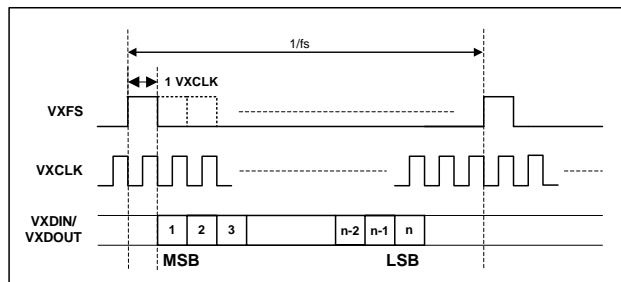 1/fs
1 VXCLK
VXFS
VXCLK
VXDIN/
VXDOUT
1 2 3 n-2 n-1 n
MSB LSB